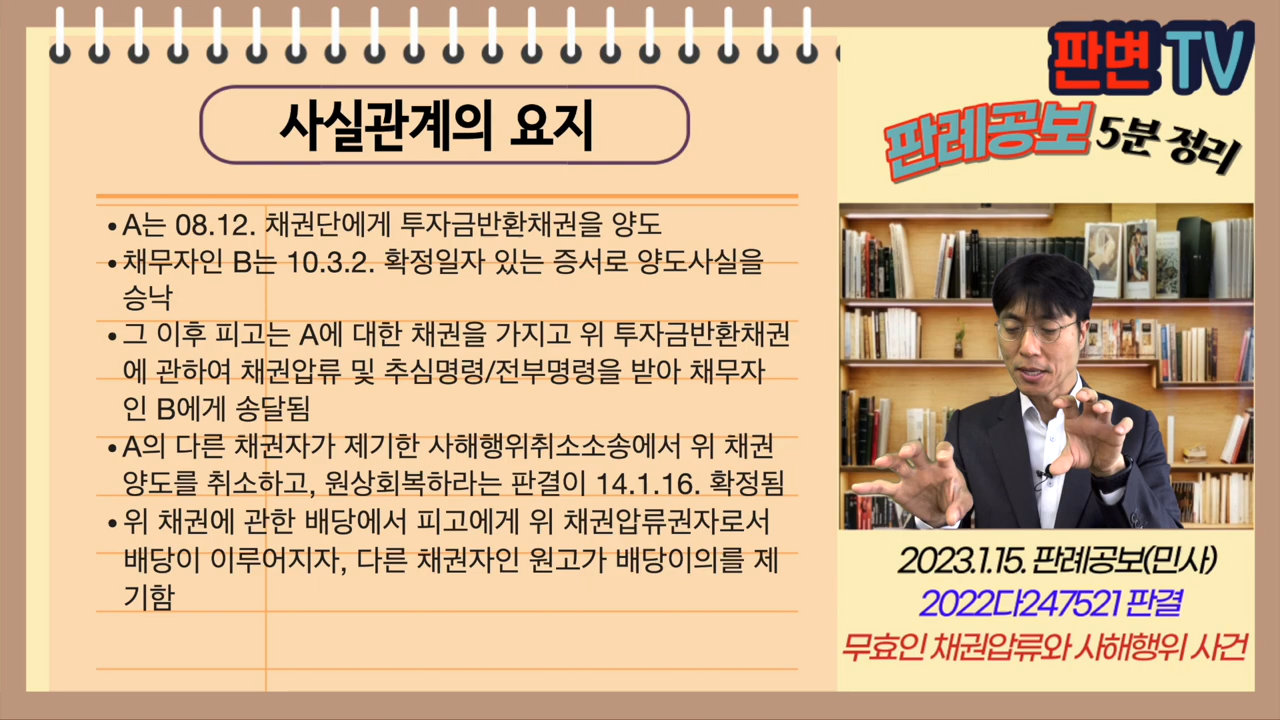 사실관계의 요지
•A는 08.12. 채권단에게 투자금반환채권을 양도
•채무자인 B는 10.3.2. 확정일자 있는 증서로 양도사실을
승낙
•그 이후 피고는 A에 대한 채권을 가지고 위 투자금반환채권
에 관하여 채권압류 및 추심명령/전부명령을 받아 채무자
인 B에게 송달됨
•A의 다른 채권자가 제기한 사해행위취소소송에서 위 채권
양도를 취소하고, 원상회복하라는 판결이 14.1.16. 확정됨
•위 채권에 관한 배당에서 피고에게 위 채권압류권자로서
배당이 이루어지자, 다른 채권자인 원고가 배당이의를 제
기함
판변 TV
판례공보 5분 정리
2023.1.15. 판례공보(민사)
2022다247521 판결
무효인 채권압류와 사해행위 사건